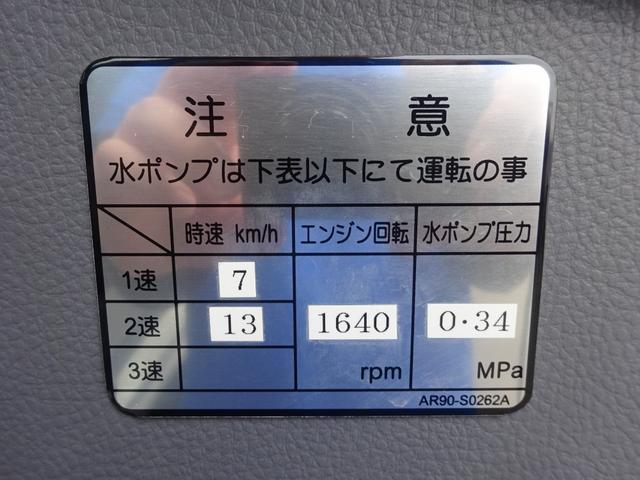 注 意
水ポンプは下表以下にて運転の事
時速 km/h エンジン回転 水ポンプ圧力
1速 7
2速 13 1640 0·34
3速 rpm MPa
AR90-S0262A